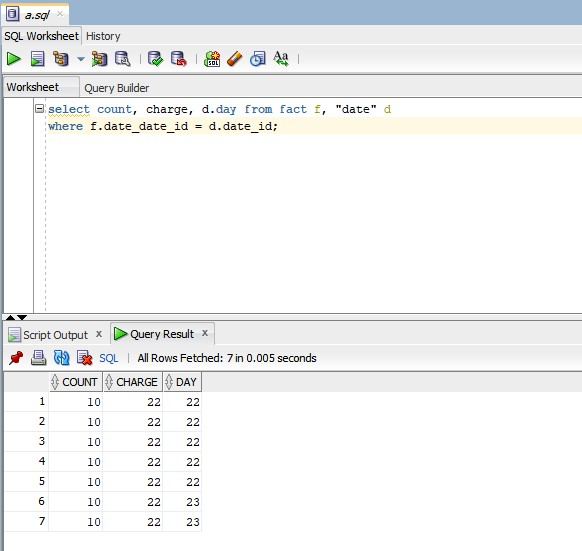 a.sql
SQL Worksheet History
Worksheet Query Builder
select count, charge, d.day from fact f, "date" d
where f.date_date_id = d.date_id;
Script Output x Query Result x
SQL | All Rows Fetched: 7 in 0.005 seconds
COUNT CHARGE DAY
1 10 22 22
2 10 22 22
3 10 22 22
4 10 22 22
5 10 22 22
6 10 22 23
7 10 22 23